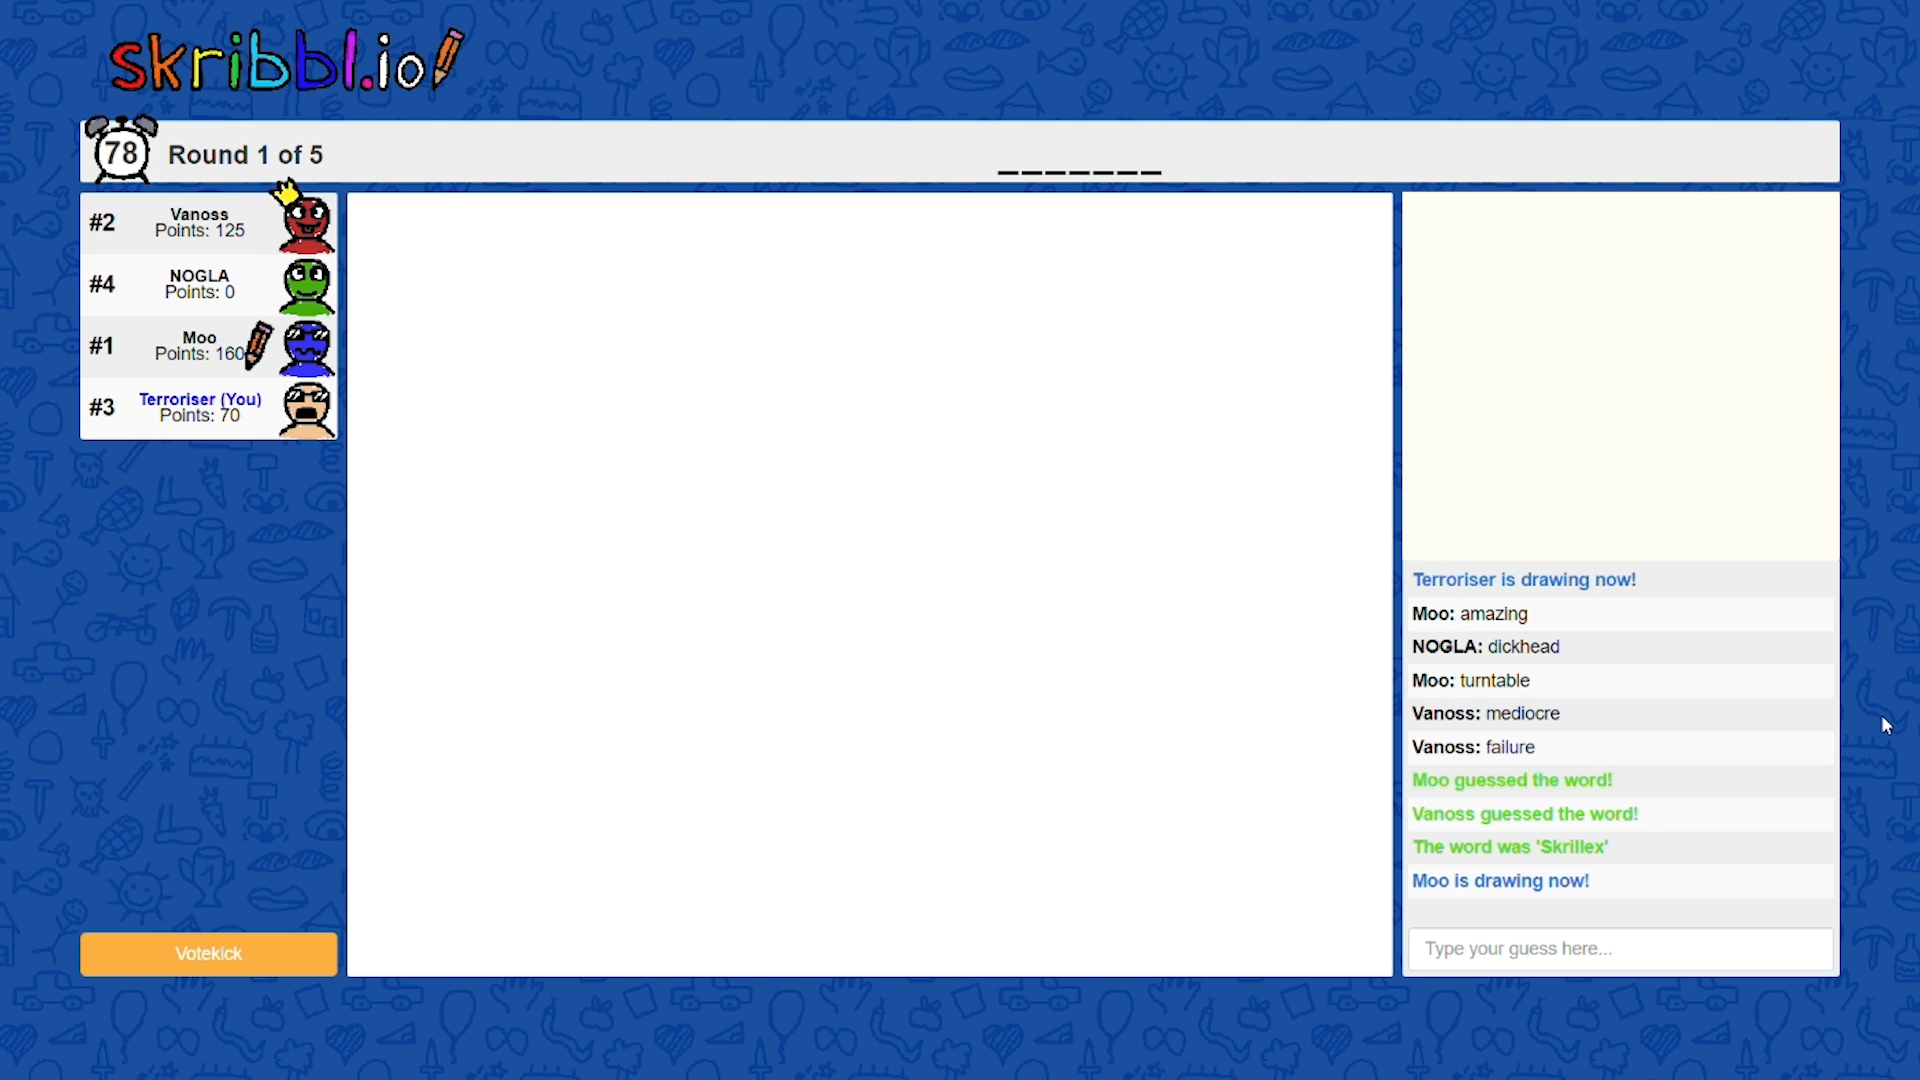 skribbl.io
78
Round 1 of 5
_ _ _ _ _ _ _
#2
Vanoss
Points: 125
#4
NOGLA
Points: 0
#1
Moo
Points: 160
#3
Terroriser (You)
Points: 70
Votekick
Terroriser is drawing now!
Moo: amazing
NOGLA: dickhead
Moo: turntable
Vanoss: mediocre
Vanoss: failure
Moo guessed the word!
Vanoss guessed the word!
The word was 'Skrillex'
Moo is drawing now!
Type your guess here...